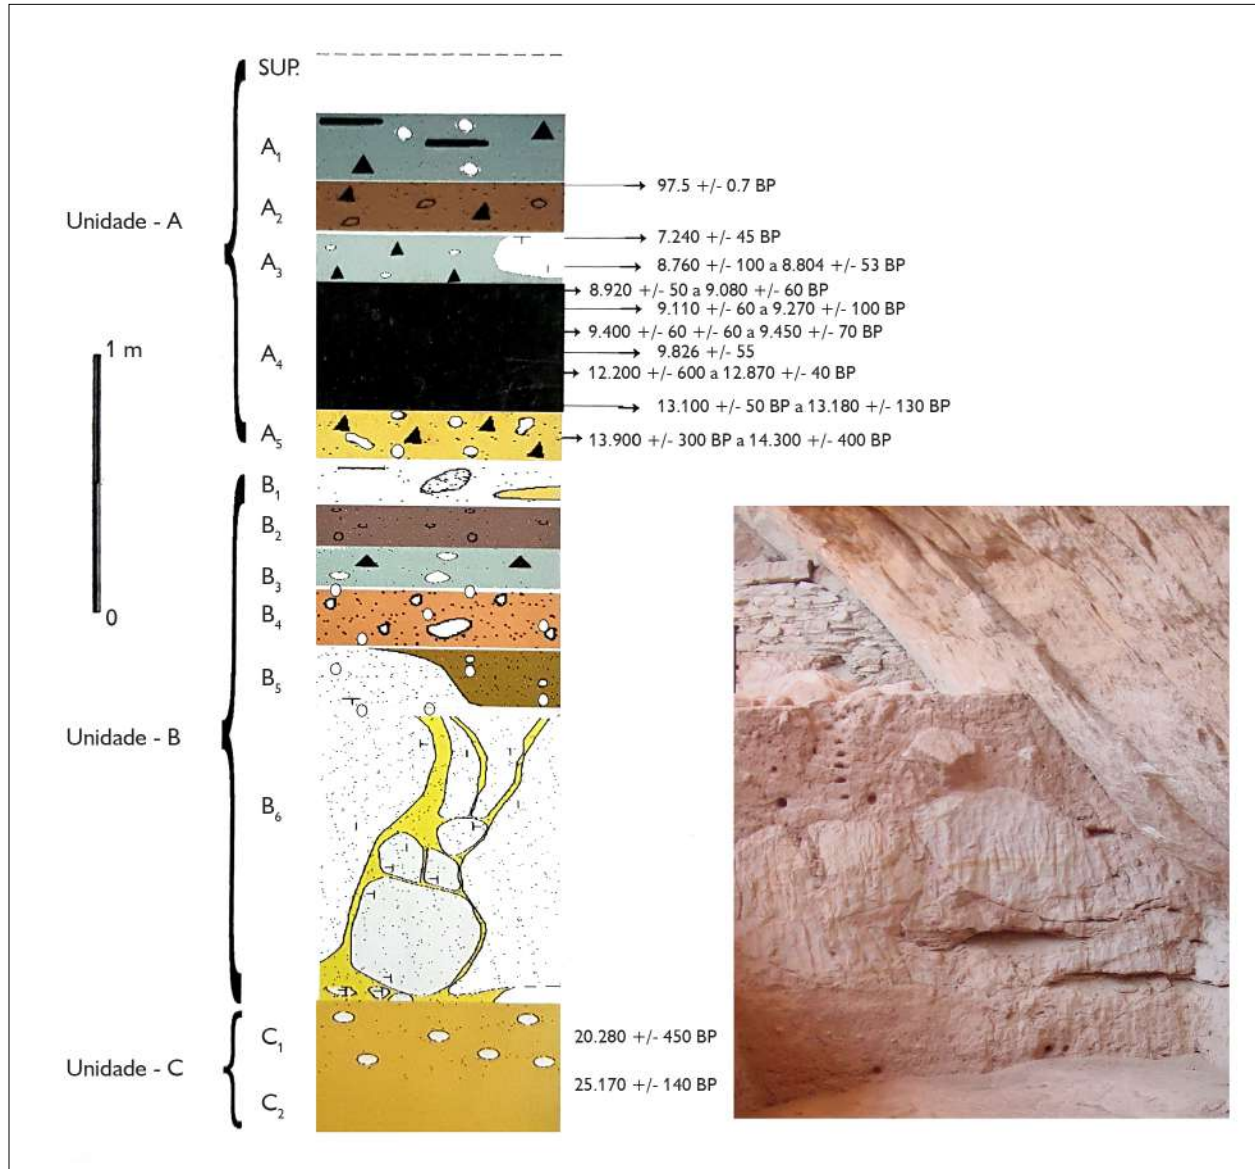 SUP.
A1
97.5 +/- 0.7 BP
Unidade - A
A2
7.240 +/- 45 BP
A3
8.760 +/- 100 a 8.804 +/- 53 BP
8.920 +/- 50 a 9.080 +/- 60 BP
9.110 +/- 60 a 9.270 +/- 100 BP
9.400 +/- 60 +/- 60 a 9.450 +/- 70 BP
1 m
A4
9.826 +/- 55
12.200 +/- 600 a 12.870 +/- 40 BP
13.100 +/- 50 BP a 13.180 +/- 130 BP
A5
13.900 +/- 300 BP a 14.300 +/- 400 BP
B1
B2
B3
0
B4
B5
Unidade - B
B6
C1
20.280 +/- 450 BP
Unidade - C
25.170 +/- 140 BP
C2